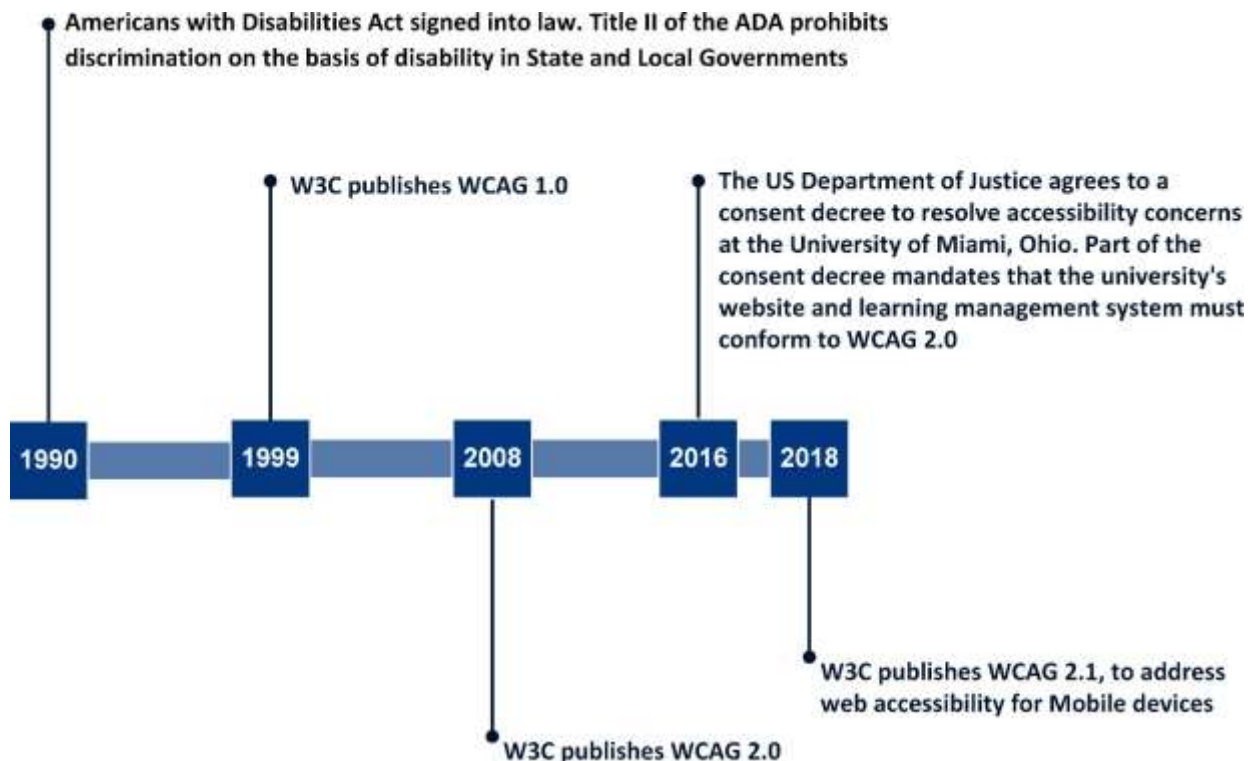 Americans with Disabilities Act signed into law. Title II of the ADA prohibits
discrimination on the basis of disability in State and Local Governments
W3C publishes WCAG 1.0
The US Department of Justice agrees to a
consent decree to resolve accessibility concerns
at the University of Miami, Ohio. Part of the
consent decree mandates that the university's
website and learning management system must
conform to WCAG 2.0
1990
1999
2008
2016
2018
W3C publishes WCAG 2.1, to address
web accessibility for Mobile devices
W3C publishes WCAG 2.0